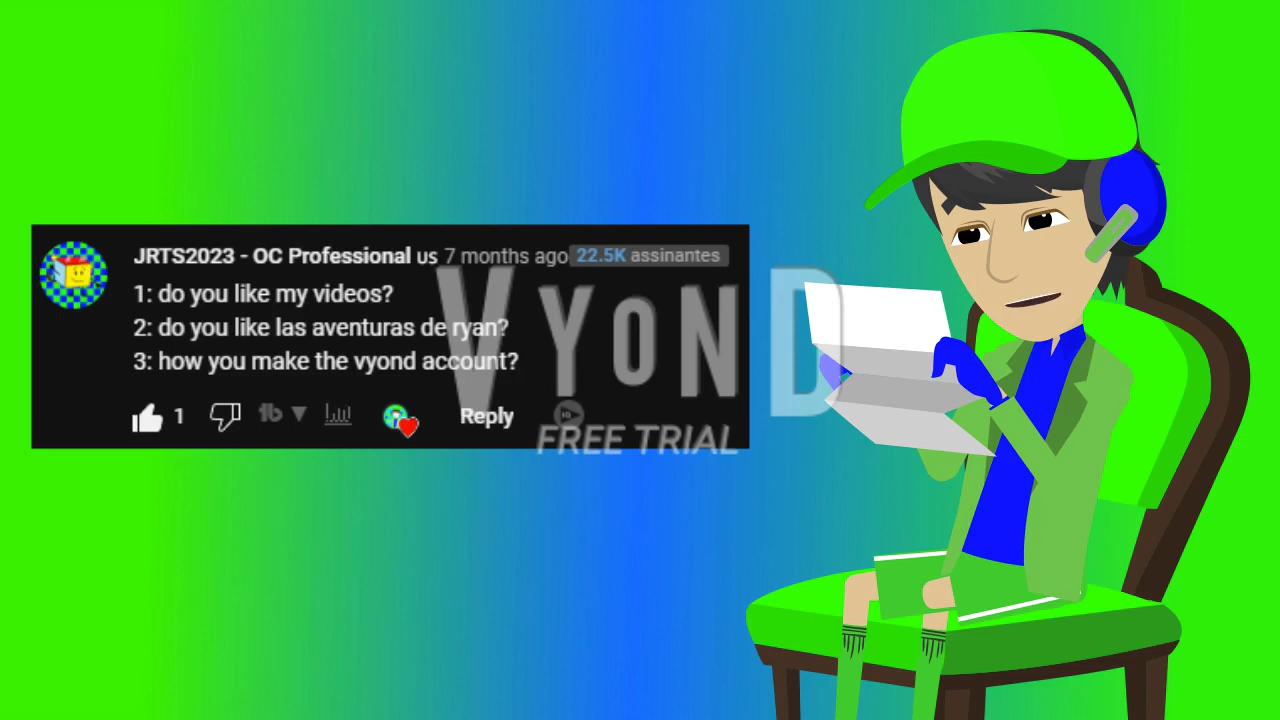 JRTS2023 - OC Professional us 7 months ago 22.5K assinantes
1: do you like my videos?
2: do you like las aventuras de ryan?
3: how you make the vyond account?
1 Reply
VYOND
FREE TRIAL